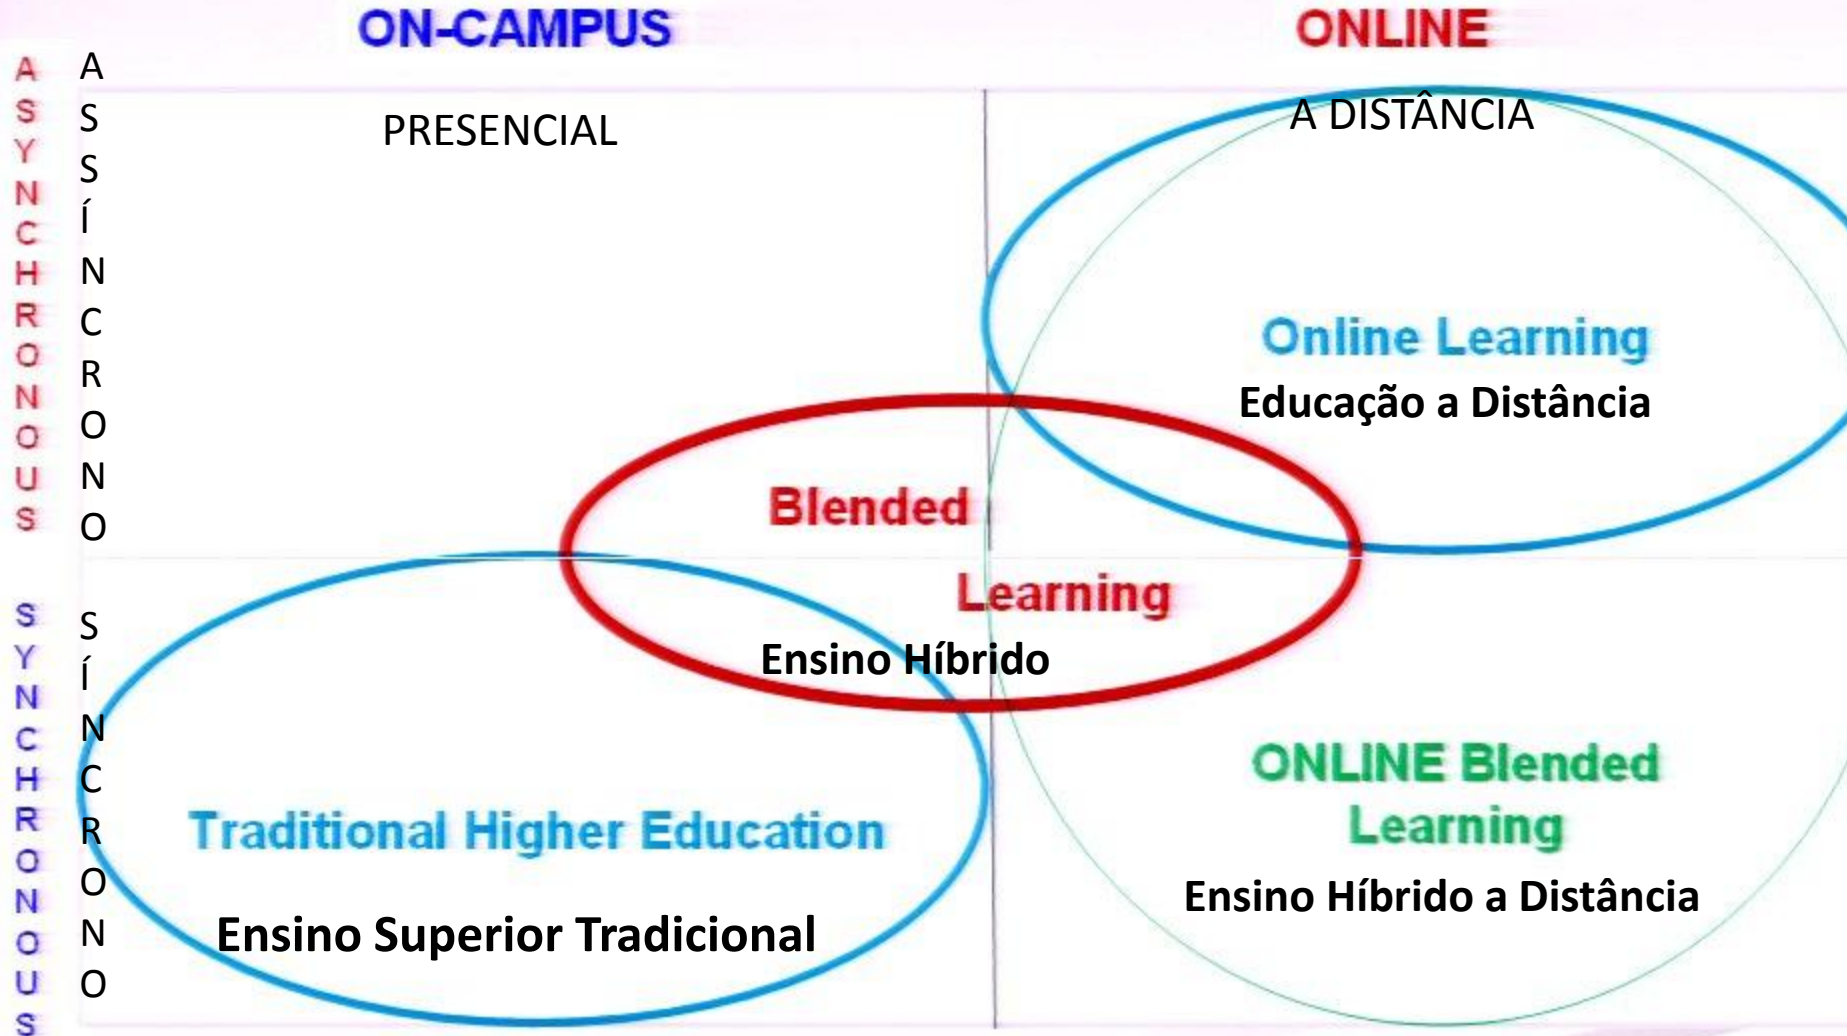 ON-CAMPUS
ONLINE
ASYNCHRONOUS
ASSÍNCRONO
PRESENCIAL
A DISTÂNCIA
Online Learning
Educação a Distância
Blended
Learning
Ensino Híbrido
SYNCHRONOUS
SÍNCRONO
Traditional Higher Education
Ensino Superior Tradicional
ONLINE Blended
Learning
Ensino Híbrido a Distância